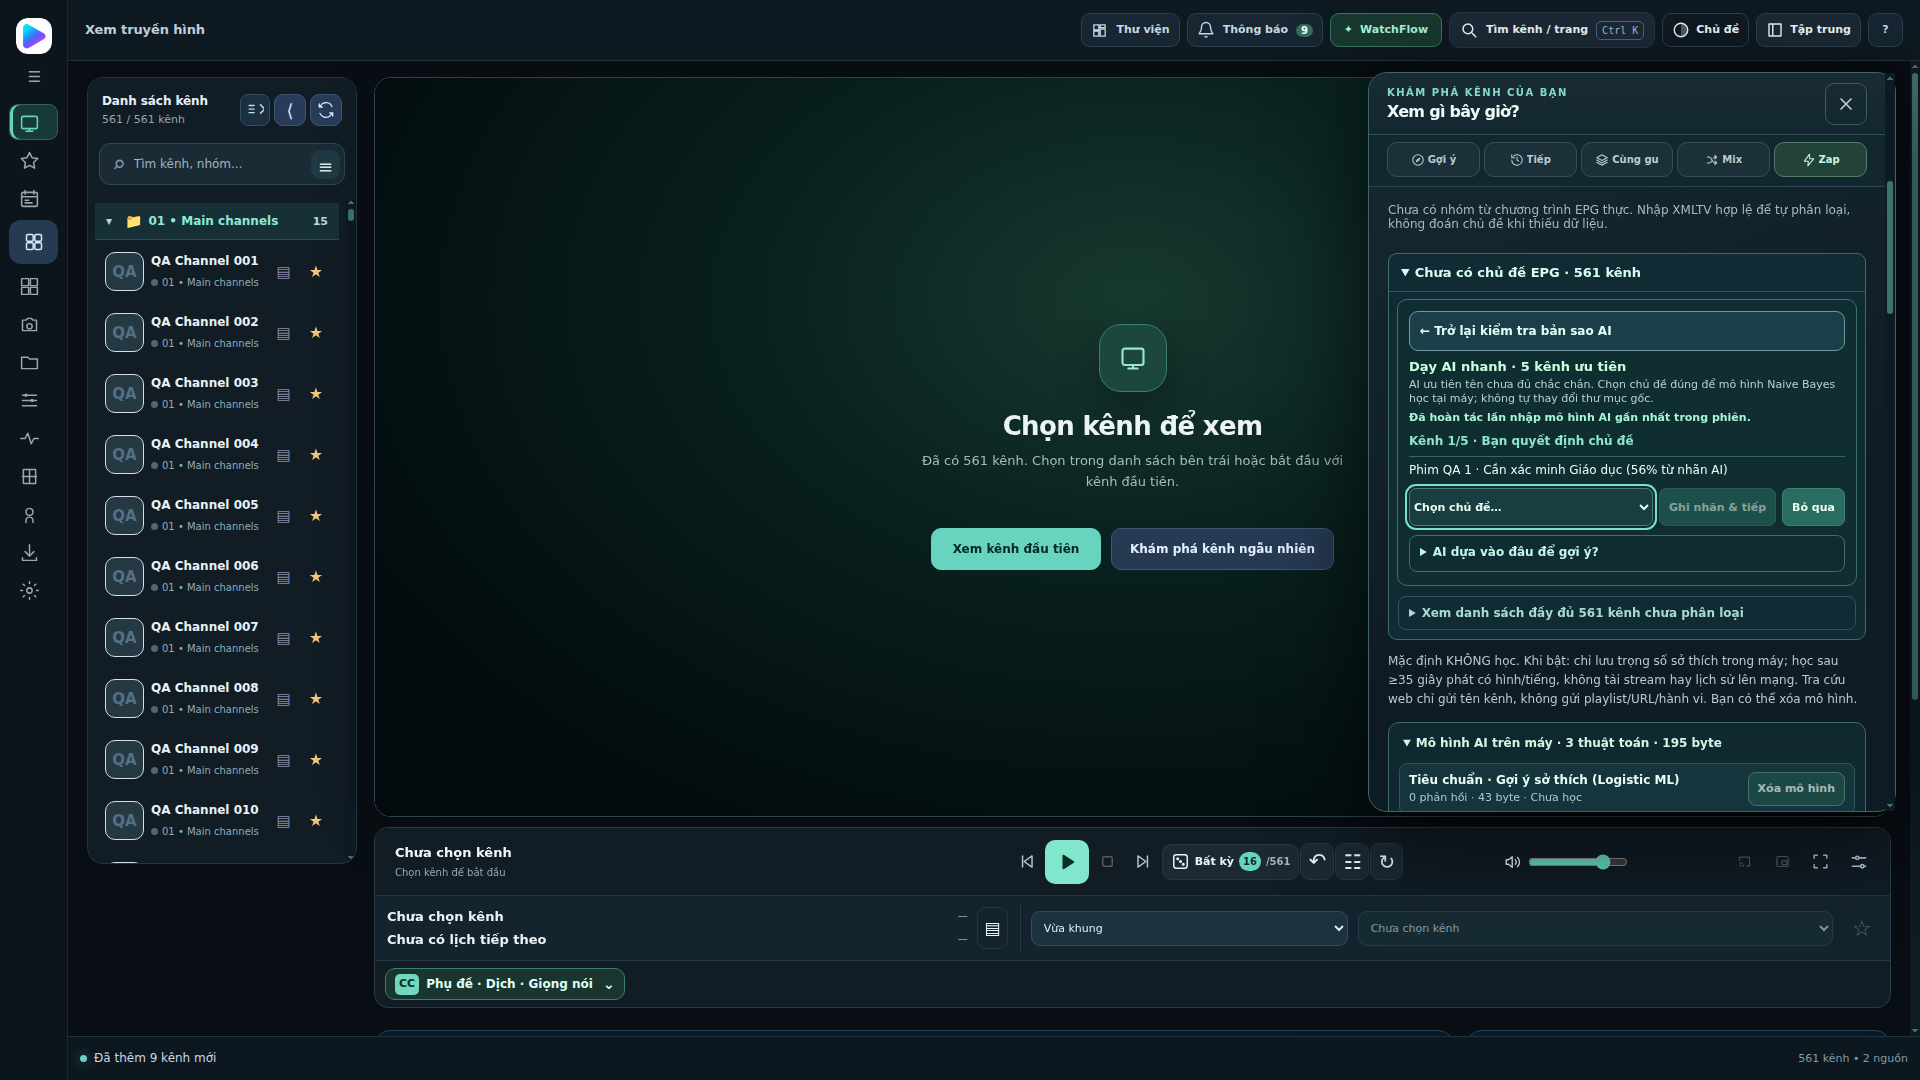 Xem truyền hình
Thư viện
Thông báo 9
✦ WatchFlow
Tìm kênh / trang Ctrl K
Chủ đề
Tập trung
?
Danh sách kênh
561 / 561 kênh
Tìm kênh, nhóm...
01 • Main channels 15
QA QA Channel 001
01 • Main channels
QA QA Channel 002
01 • Main channels
QA QA Channel 003
01 • Main channels
QA QA Channel 004
01 • Main channels
QA QA Channel 005
01 • Main channels
QA QA Channel 006
01 • Main channels
QA QA Channel 007
01 • Main channels
QA QA Channel 008
01 • Main channels
QA QA Channel 009
01 • Main channels
QA QA Channel 010
01 • Main channels
Chọn kênh để xem
Đã có 561 kênh. Chọn trong danh sách bên trái hoặc bắt đầu với
kênh đầu tiên.
Xem kênh đầu tiên
Khám phá kênh ngẫu nhiên
KHÁM PHÁ KÊNH CỦA BẠN
Xem gì bây giờ?
Gợi ý
Tiếp
Cùng gu
Mix
Zap
Chưa có nhóm từ chương trình EPG thực. Nhập XMLTV hợp lệ để tự phân loại,
không đoán chủ đề khi thiếu dữ liệu.
▼ Chưa có chủ đề EPG · 561 kênh
← Trở lại kiểm tra bản sao AI
Dạy AI nhanh · 5 kênh ưu tiên
AI ưu tiên tên chưa đủ chắc chắn. Chọn chủ đề đúng để mô hình Naive Bayes
học tại máy; không tự thay đổi thư mục gốc.
Đã hoàn tác lần nhập mô hình AI gần nhất trong phiên.
Kênh 1/5 · Bạn quyết định chủ đề
Phim QA 1 · Cần xác minh Giáo dục (56% từ nhãn AI)
Chọn chủ đề…
Ghi nhãn & tiếp
Bỏ qua
▶ AI dựa vào đâu để gợi ý?
▶ Xem danh sách đầy đủ 561 kênh chưa phân loại
Mặc định KHÔNG học. Khi bật: chỉ lưu trọng số sở thích trong máy; học sau
≥35 giây phát có hình/tiếng, không tải stream hay lịch sử lên mạng. Tra cứu
web chỉ gửi tên kênh, không gửi playlist/URL/hành vi. Bạn có thể xóa mô hình.
▼ Mô hình AI trên máy · 3 thuật toán · 195 byte
Tiêu chuẩn · Gợi ý sở thích (Logistic ML)
0 phản hồi · 43 byte · Chưa học
Xóa mô hình
Chưa chọn kênh
Chọn kênh để bắt đầu
Bất kỳ 16 /561
Chưa chọn kênh —
Chưa có lịch tiếp theo —
Vừa khung
Chưa chọn kênh
CC Phụ đề · Dịch · Giọng nói
Đã thêm 9 kênh mới
561 kênh • 2 nguồn